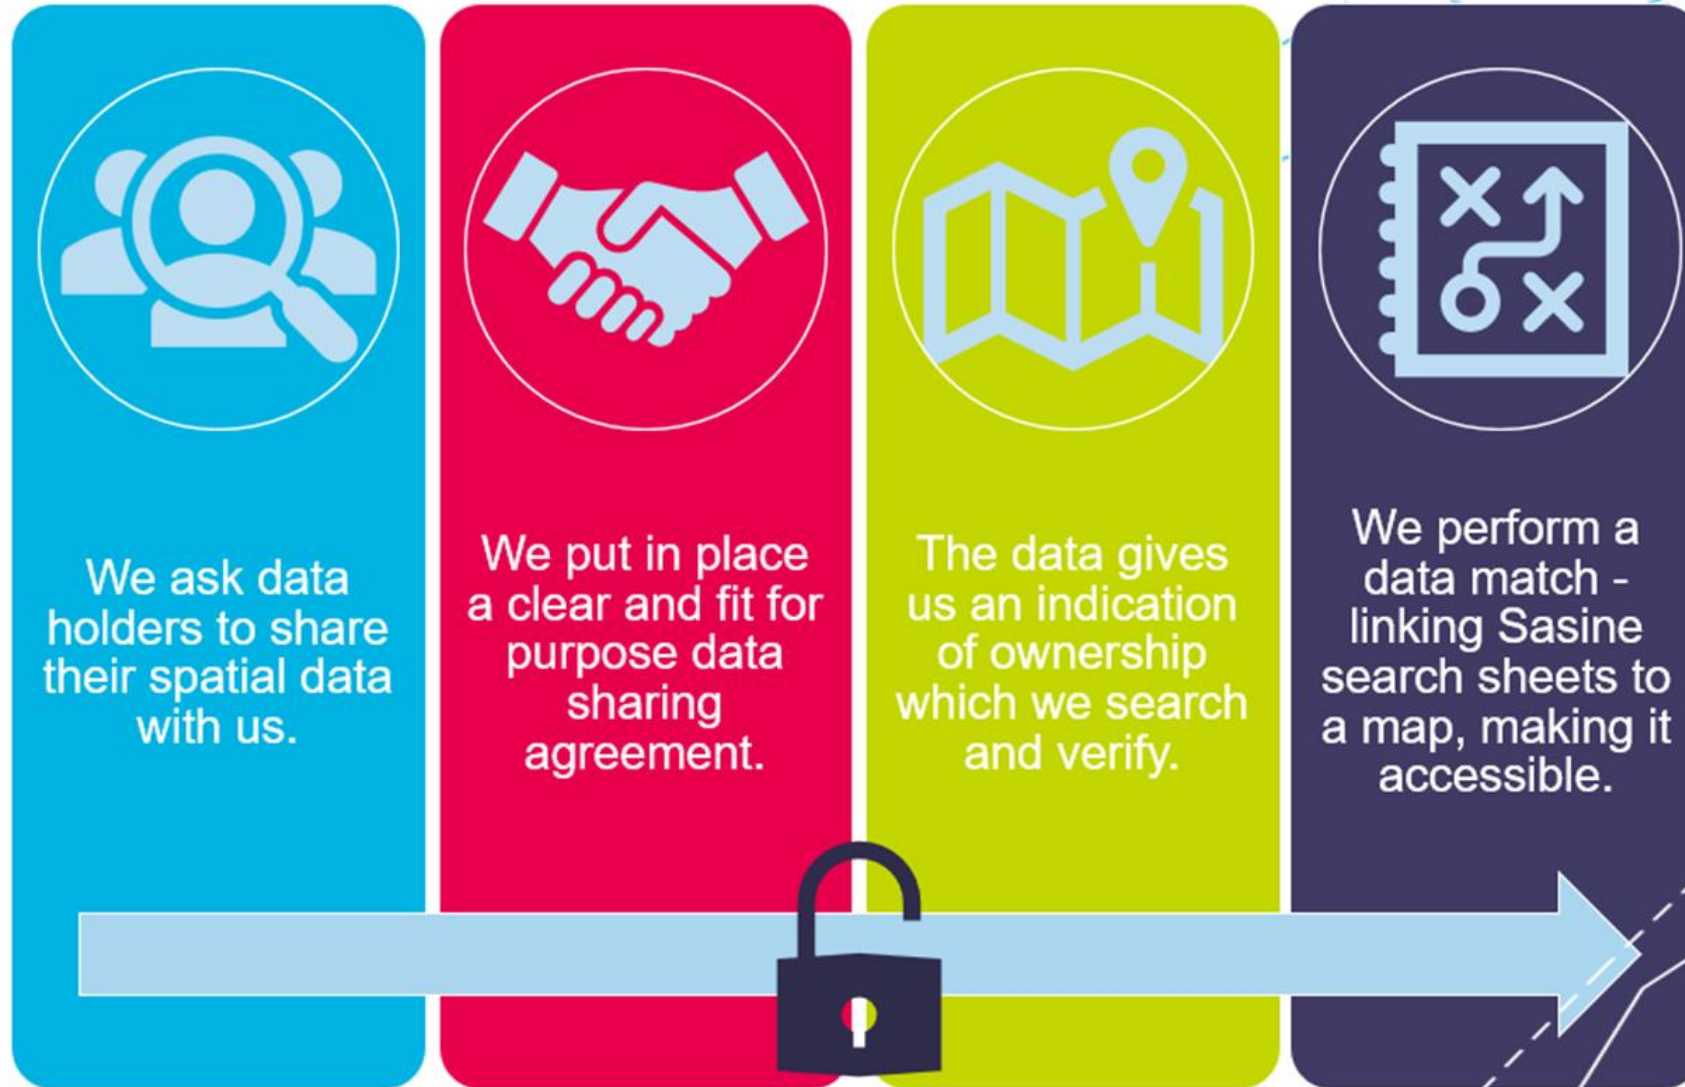 We ask data
holders to share
their spatial data
with us.
We put in place
a clear and fit for
purpose data
sharing
agreement.
The data gives
us an indication
of ownership
which we search
and verify.
We perform a
data match -
linking Sasine
search sheets to
a map, making it
accessible.